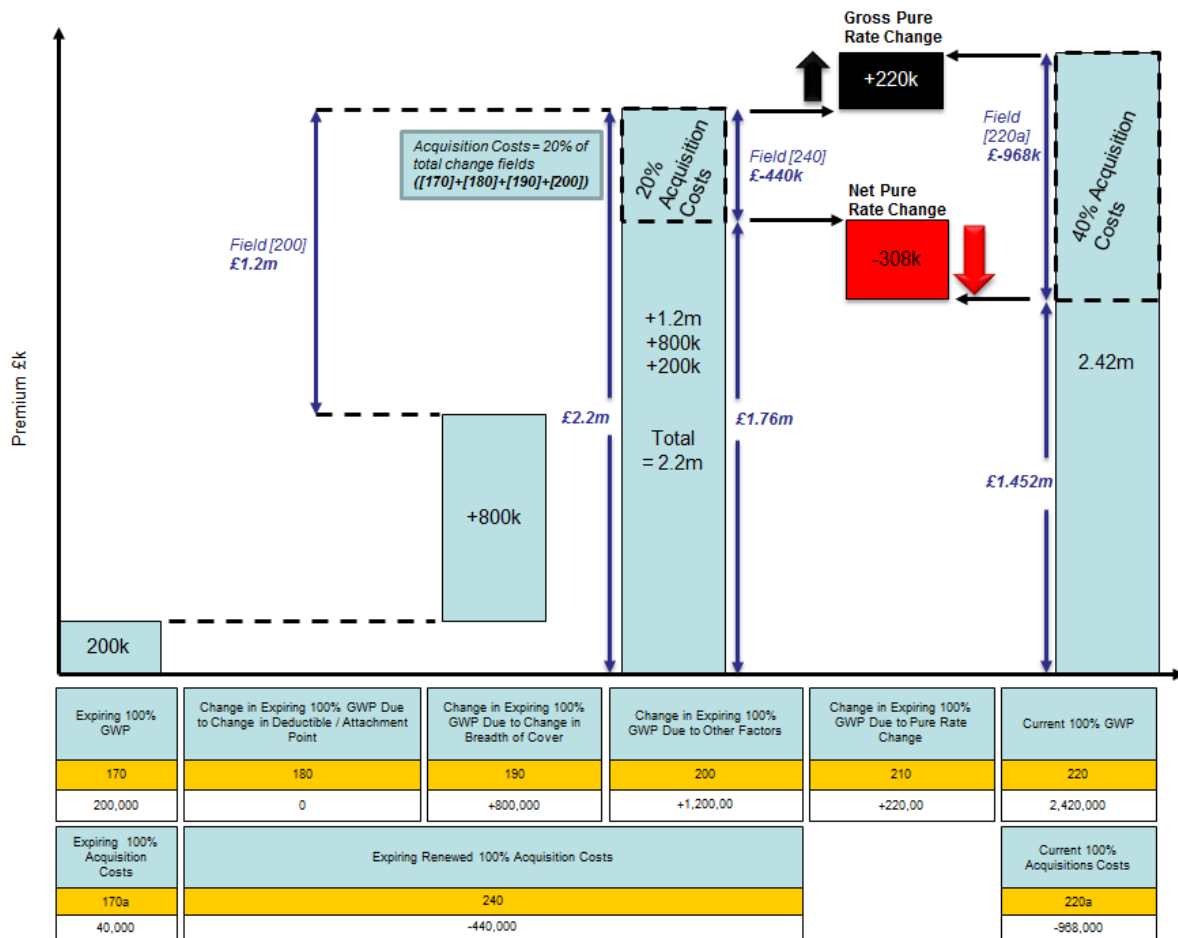 Gross Pure
Rate Change
+220k
Field
[220a]
£-968k
40% Acquisition
Costs
Acquisition Costs = 20% of
total change fields
([170]+[180]+[190]+[200])
20%
Acquisition
Costs
Field [240]
£-440k
Net Pure
Rate Change
-308k
Field [200]
£1.2m
+1.2m
+800k
+200k
2.42m
Premium £k
£2.2m
£1.76m
Total
= 2.2m
£1.452m
+800k
200k
Expiring 100%
GWP
Change in Expiring 100% GWP Due
to Change in Deductible / Attachment
Point
Change in Expiring 100%
GWP Due to Change in
Breadth of Cover
Change in Expiring 100%
GWP Due to Other Factors
Change in Expiring 100%
GWP Due to Pure Rate
Change
Current 100% GWP
170
180
190
200
210
220
200,000
0
+800,000
+1,200,00
+220,00
2,420,000
Expiring 100%
Acquisition
Costs
Expiring Renewed 100% Acquisition Costs
Current 100%
Acquisitions Costs
170a
240
220a
40,000
-440,000
-968,000